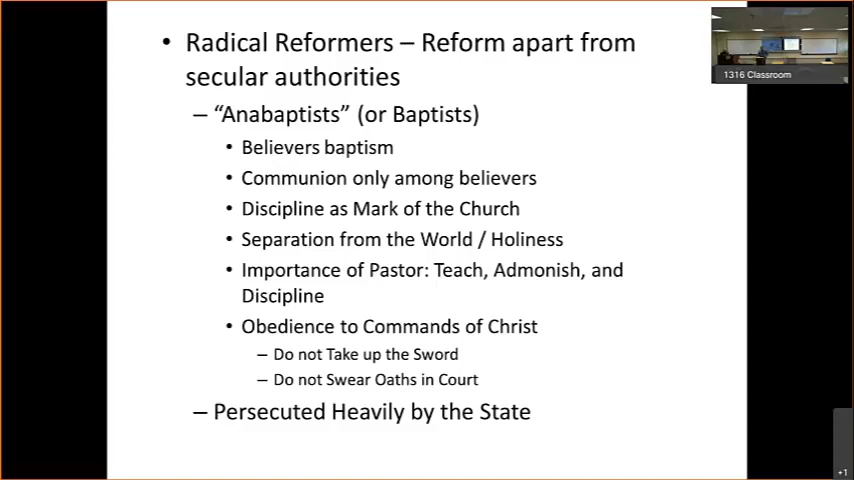 • Radical Reformers – Reform apart from
secular authorities
– “Anabaptists” (or Baptists)
• Believers baptism
• Communion only among believers
• Discipline as Mark of the Church
• Separation from the World / Holiness
• Importance of Pastor: Teach, Admonish, and
Discipline
• Obedience to Commands of Christ
– Do not Take up the Sword
– Do not Swear Oaths in Court
– Persecuted Heavily by the State
1316 Classroom
+1